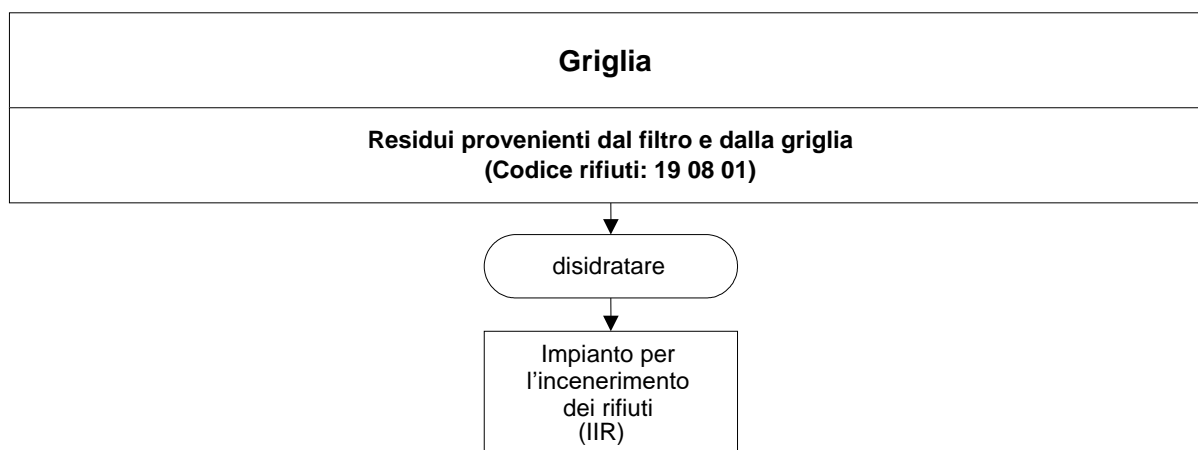 Griglia
Residui provenienti dal filtro e dalla griglia
(Codice rifiuti: 19 08 01)
disidratare
Impianto per
l’incenerimento
dei rifiuti
(IIR)